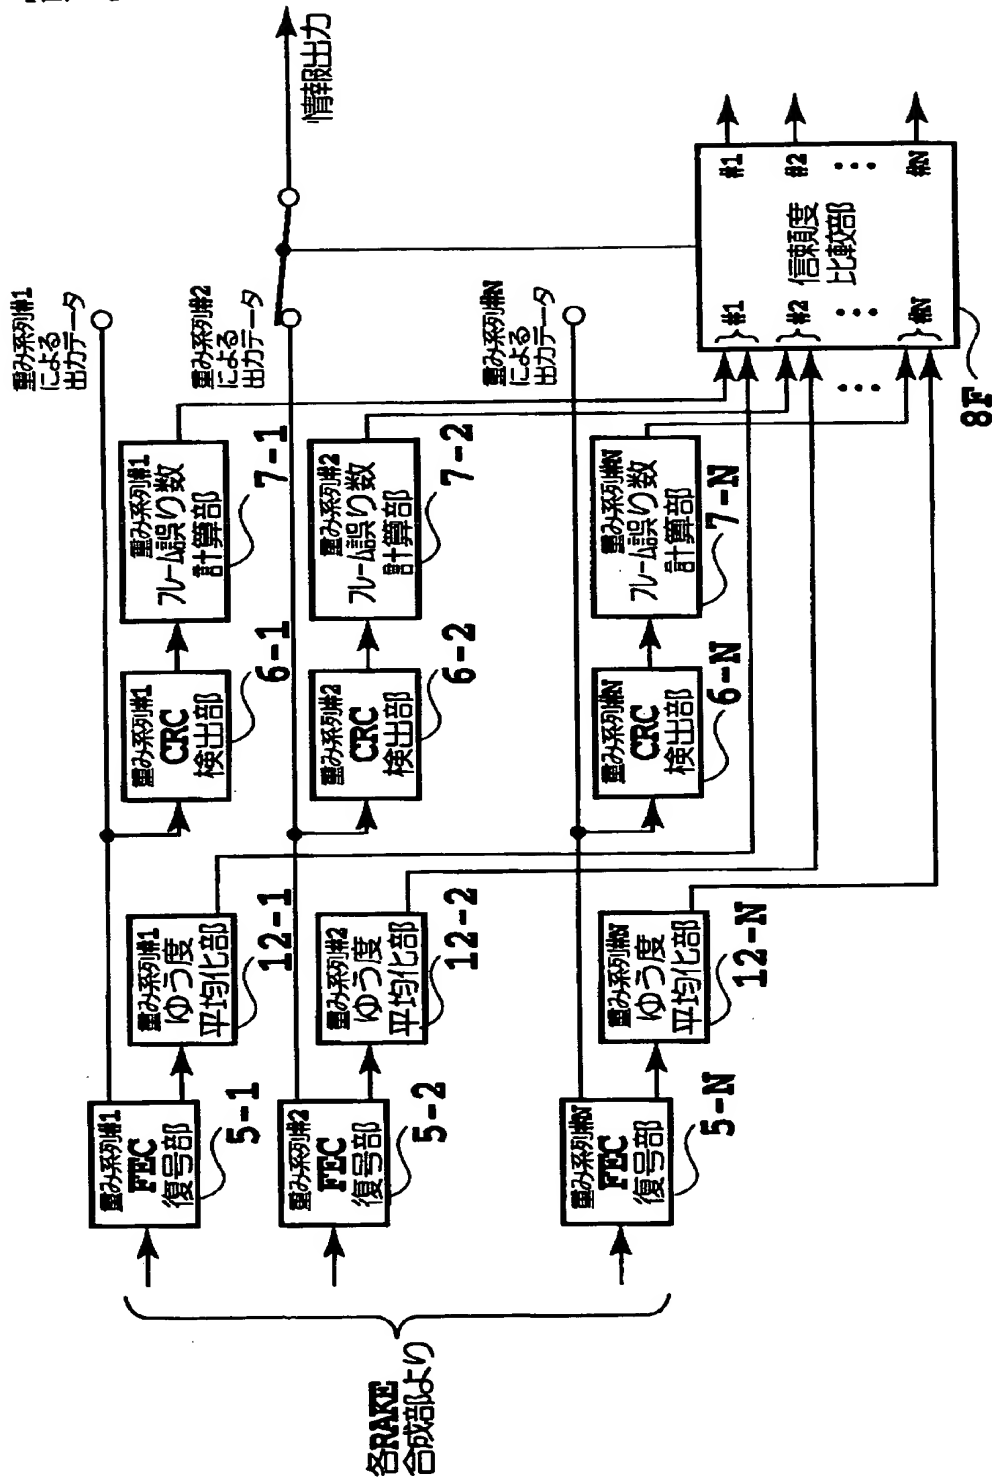 各RAKE
合成部より
重み系列#1
FEC
復号部
5-1
重み系列#1
ゆう度
平均化部
12-1
重み系列#1
CRC
検出部
6-1
重み系列#1
フレーム誤り数
計算部
7-1
重み系列#1
による
出力データ
重み系列#2
FEC
復号部
5-2
重み系列#2
ゆう度
平均化部
12-2
重み系列#2
CRC
検出部
6-2
重み系列#2
フレーム誤り数
計算部
7-2
重み系列#2
による
出力データ
重み系列#N
FEC
復号部
5-N
重み系列#N
ゆう度
平均化部
12-N
重み系列#N
CRC
検出部
6-N
重み系列#N
フレーム誤り数
計算部
7-N
重み系列#N
による
出力データ
情報出力
#1
#2
#N
信頼度
比較部
#1
#2
#N
8F